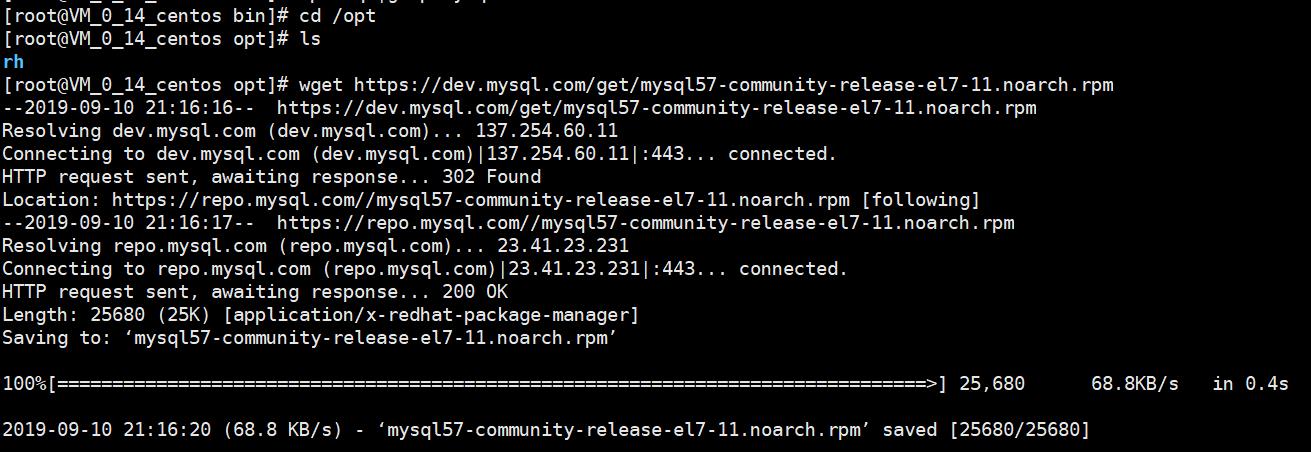 [root@VM_0_14_centos bin]# cd /opt
[root@VM_0_14_centos opt]# ls
rh
[root@VM_0_14_centos opt]# wget https://dev.mysql.com/get/mysql57-community-release-el7-11.noarch.rpm
--2019-09-10 21:16:16--  https://dev.mysql.com/get/mysql57-community-release-el7-11.noarch.rpm
Resolving dev.mysql.com (dev.mysql.com)... 137.254.60.11
Connecting to dev.mysql.com (dev.mysql.com)|137.254.60.11|:443... connected.
HTTP request sent, awaiting response... 302 Found
Location: https://repo.mysql.com//mysql57-community-release-el7-11.noarch.rpm [following]
--2019-09-10 21:16:17--  https://repo.mysql.com//mysql57-community-release-el7-11.noarch.rpm
Resolving repo.mysql.com (repo.mysql.com)... 23.41.23.231
Connecting to repo.mysql.com (repo.mysql.com)|23.41.23.231|:443... connected.
HTTP request sent, awaiting response... 200 OK
Length: 25680 (25K) [application/x-redhat-package-manager]
Saving to: ‘mysql57-community-release-el7-11.noarch.rpm’
100%[===============================================================================>] 25,680      68.8KB/s   in 0.4s
2019-09-10 21:16:20 (68.8 KB/s) - ‘mysql57-community-release-el7-11.noarch.rpm’ saved [25680/25680]